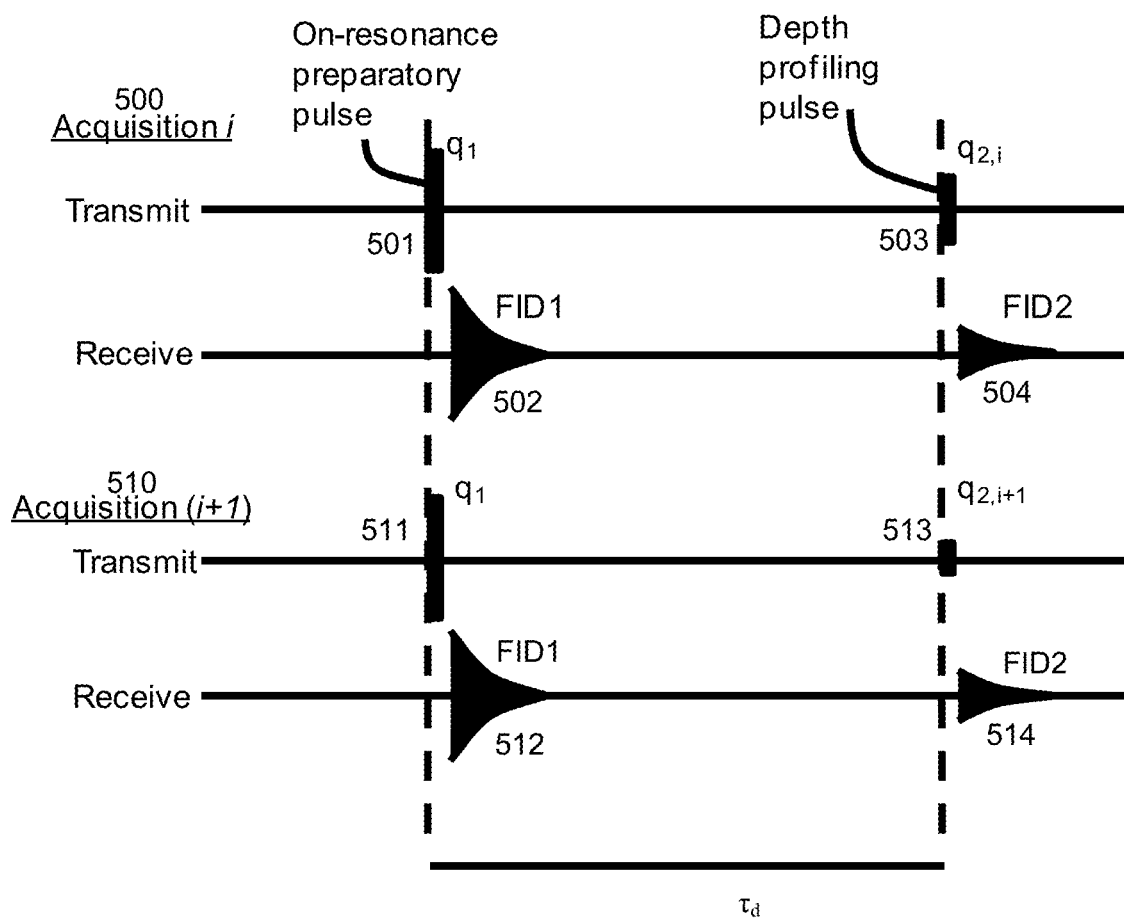 On-resonance
preparatory
pulse
Depth
profiling
pulse
500
Acquisition i
q1
q2,i
Transmit
501
503
FID1
FID2
Receive
502
504
510
Acquisition (i+1)
q1
q2,i+1
511
513
Transmit
FID1
FID2
Receive
512
514
τd